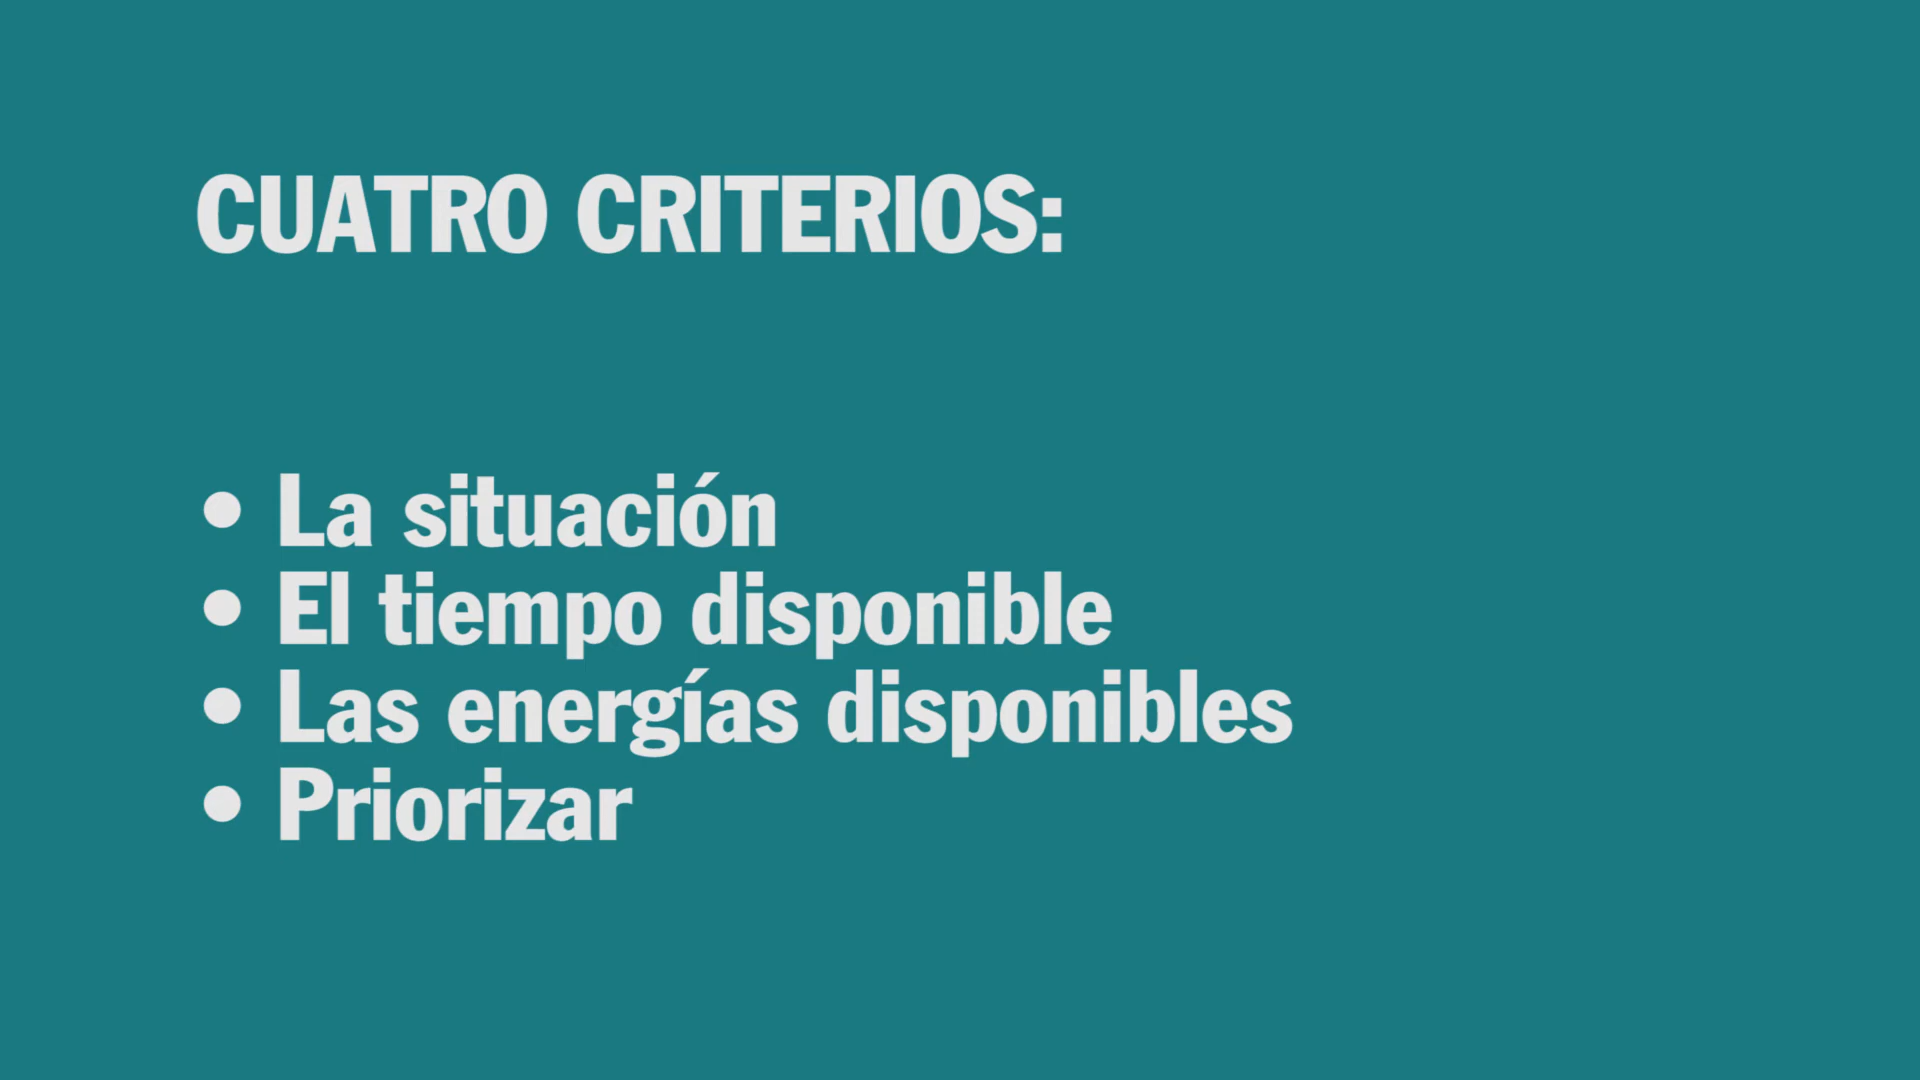 CUATRO CRITERIOS:
• La situación
• El tiempo disponible
• Las energías disponibles
• Priorizar